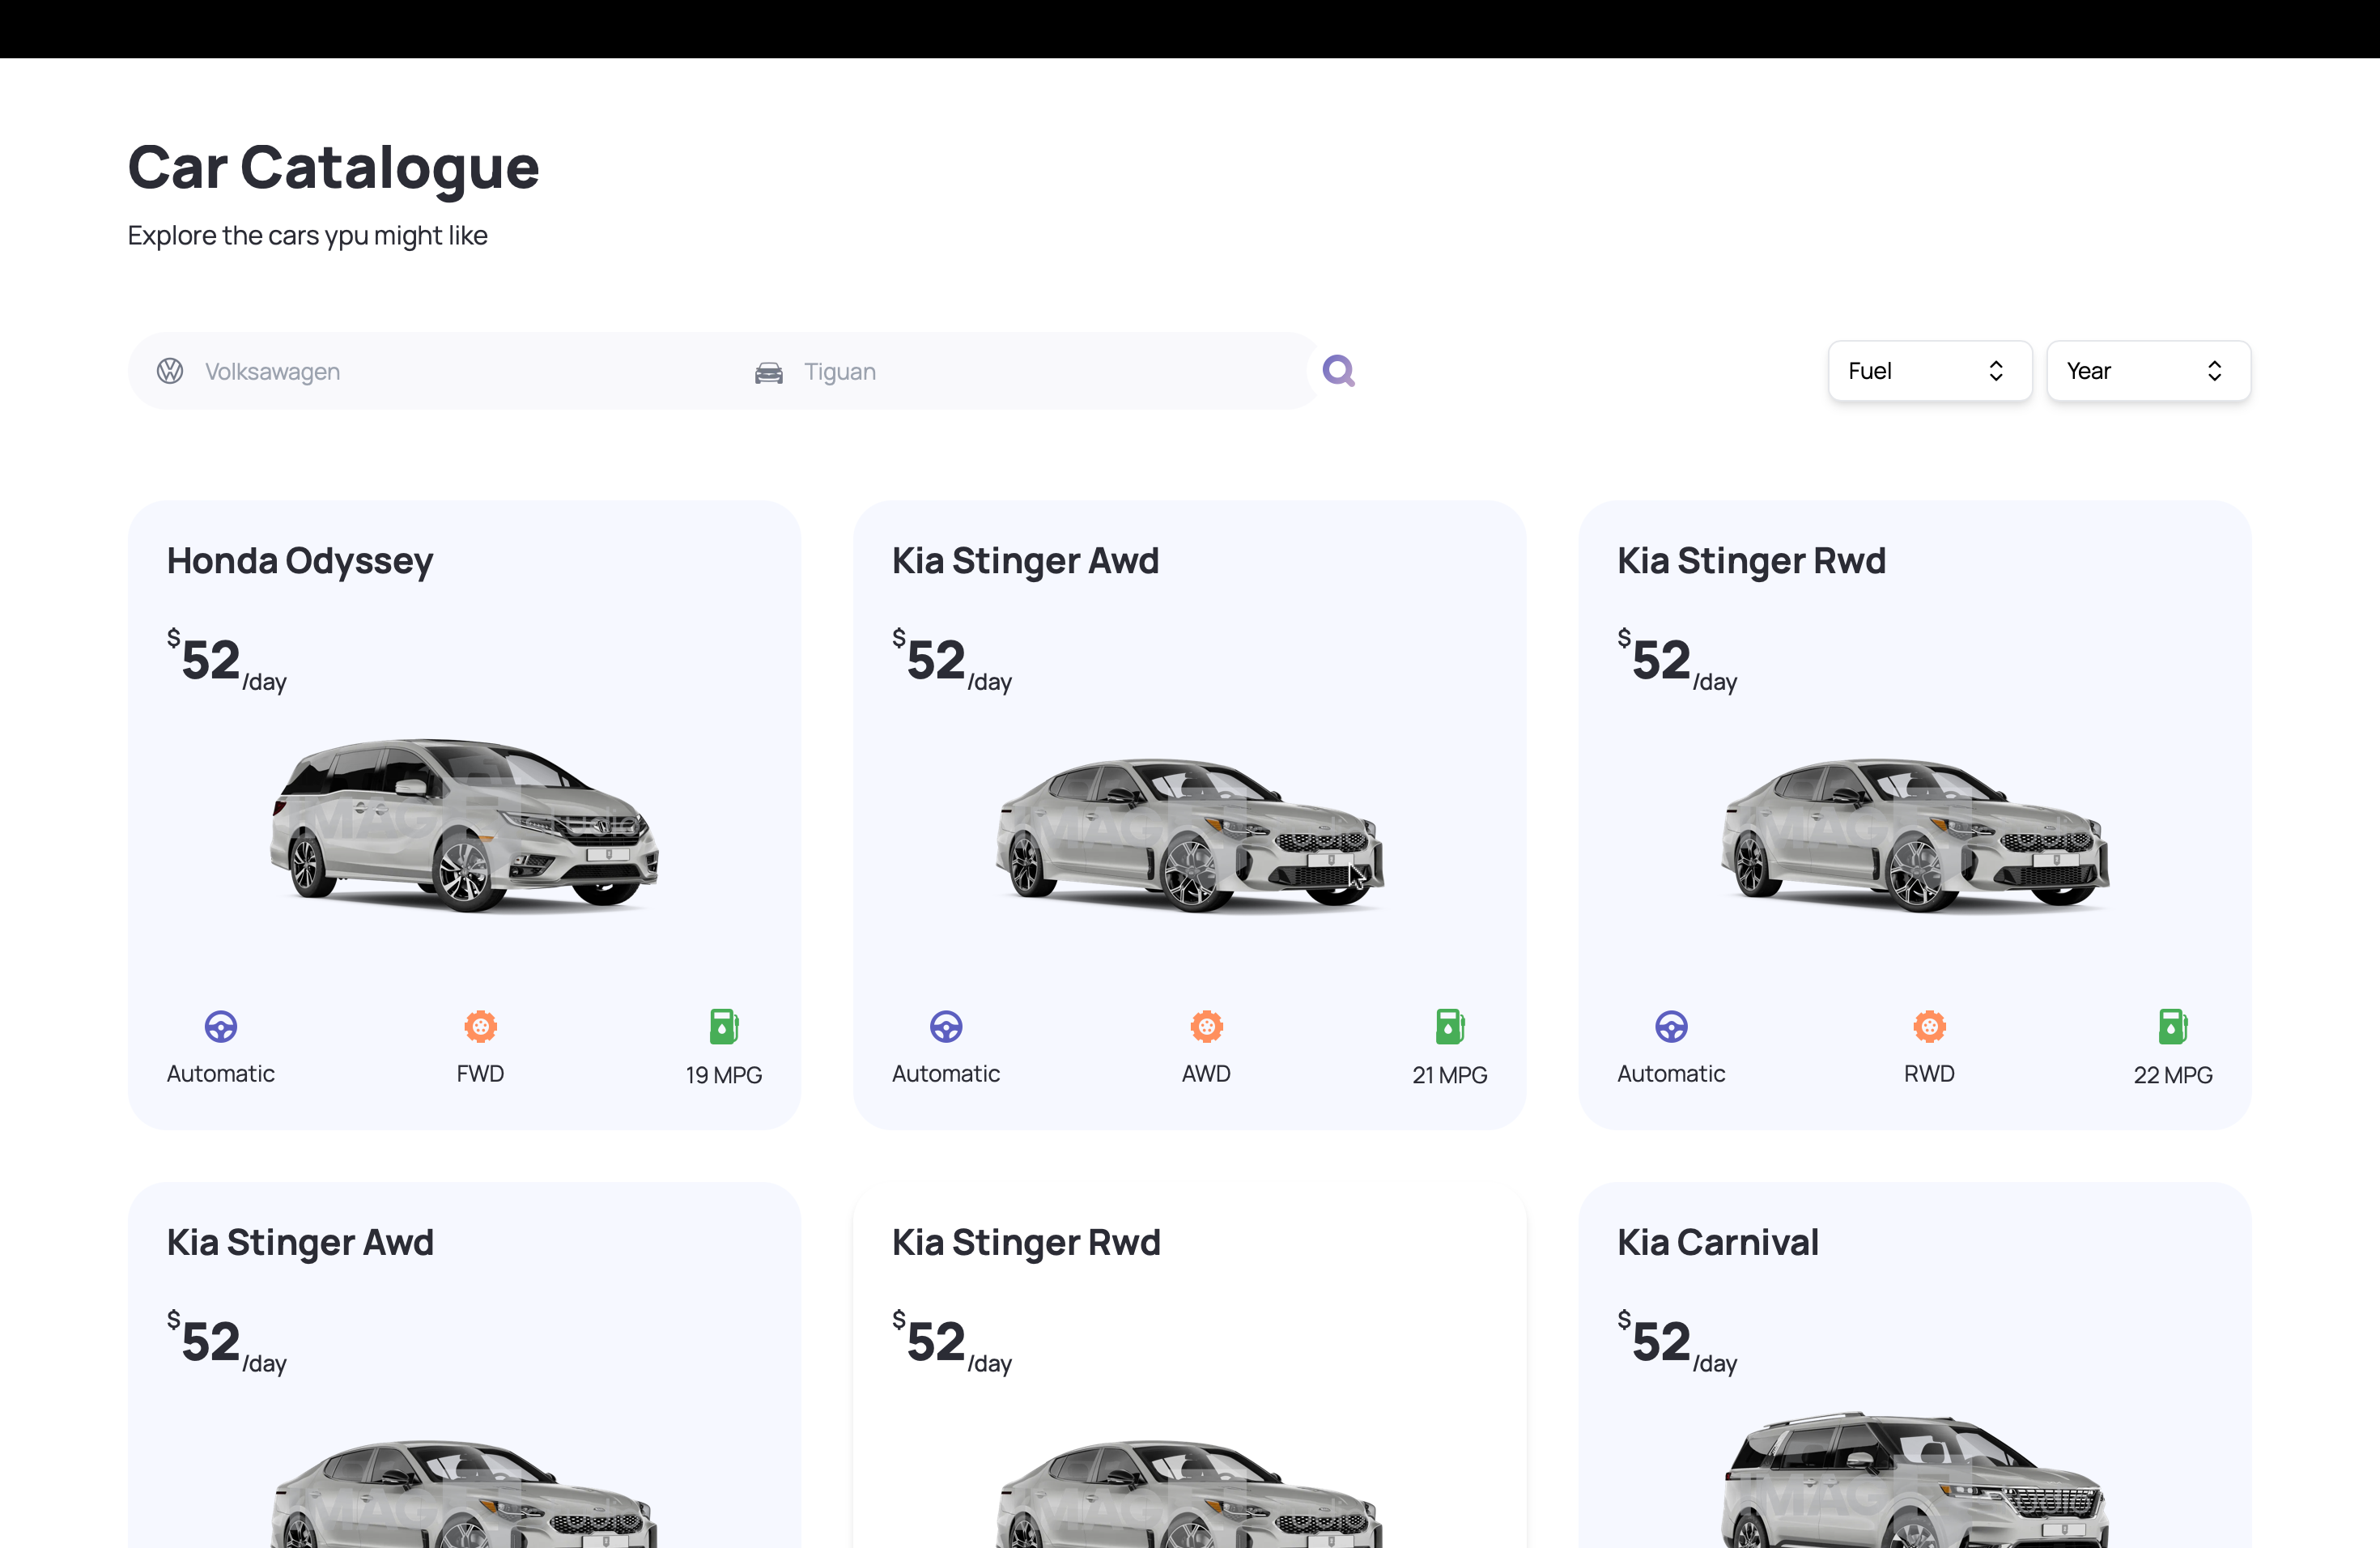 Car Catalogue
Explore the cars ypu might like
Volksawagen
Tiguan
Fuel
Year
Honda Odyssey
$52/day
Automatic
FWD
19 MPG
Kia Stinger Awd
$52/day
Automatic
AWD
21 MPG
Kia Stinger Rwd
$52/day
Automatic
RWD
22 MPG
Kia Stinger Awd
$52/day
Kia Stinger Rwd
$52/day
Kia Carnival
$52/day